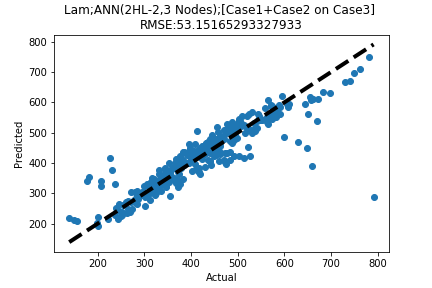 Lam;ANN(2HL-2,3 Nodes);[Case1+Case2 on Case3]
RMSE:53.15165293327933
800
700
600
500
400
300
200
Predicted
200 300 400 500 600 700 800
Actual